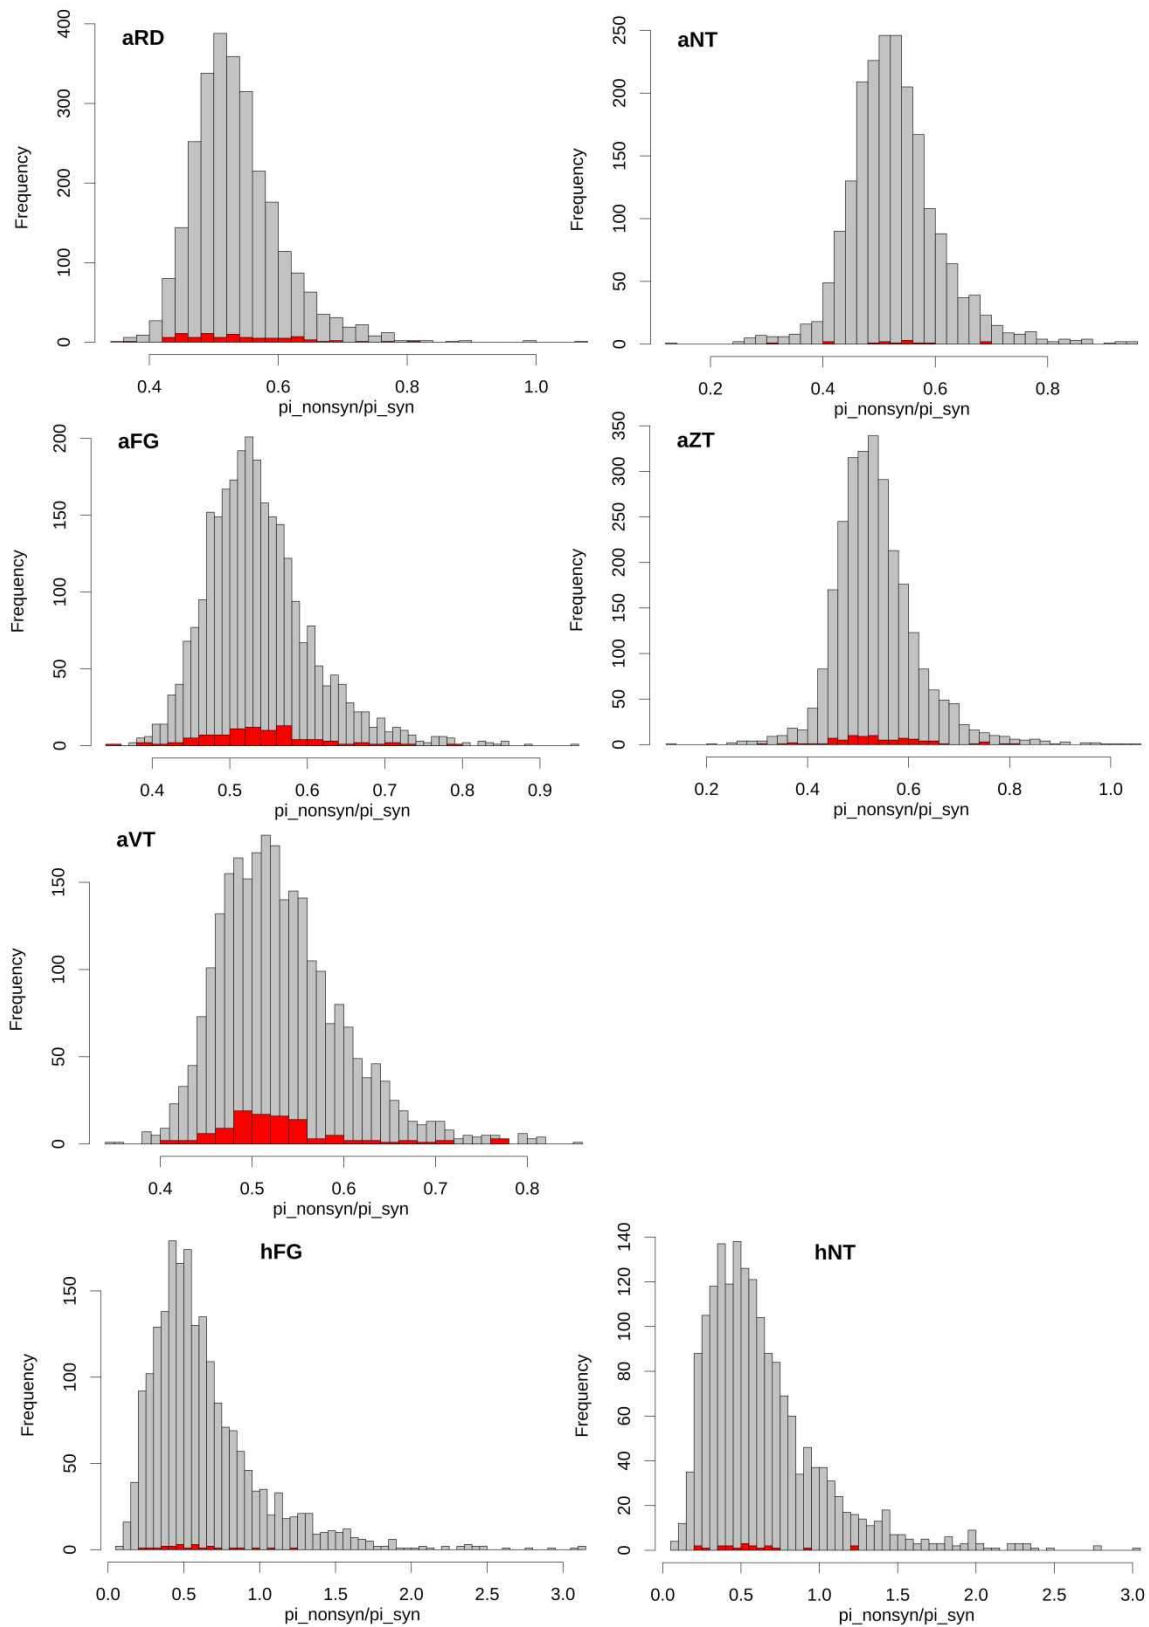 aRD
Frequency
0
100
200
300
400
0.4 0.6 0.8 1.0
pi_nonsyn/pi_syn
aNT
Frequency
0
50
100
150
200
250
0.2 0.4 0.6 0.8
pi_nonsyn/pi_syn
aFG
Frequency
0
50
100
150
200
0.4 0.5 0.6 0.7 0.8 0.9
pi_nonsyn/pi_syn
aZT
Frequency
0
50
100
150
200
250
300
350
0.2 0.4 0.6 0.8 1.0
pi_nonsyn/pi_syn
aVT
Frequency
0
50
100
150
0.4 0.5 0.6 0.7 0.8
pi_nonsyn/pi_syn
hFG
Frequency
0
50
100
150
0.0 0.5 1.0 1.5 2.0 2.5 3.0
pi_nonsyn/pi_syn
hNT
Frequency
0
20
40
60
80
100
120
140
0.0 0.5 1.0 1.5 2.0 2.5 3.0
pi_nonsyn/pi_syn